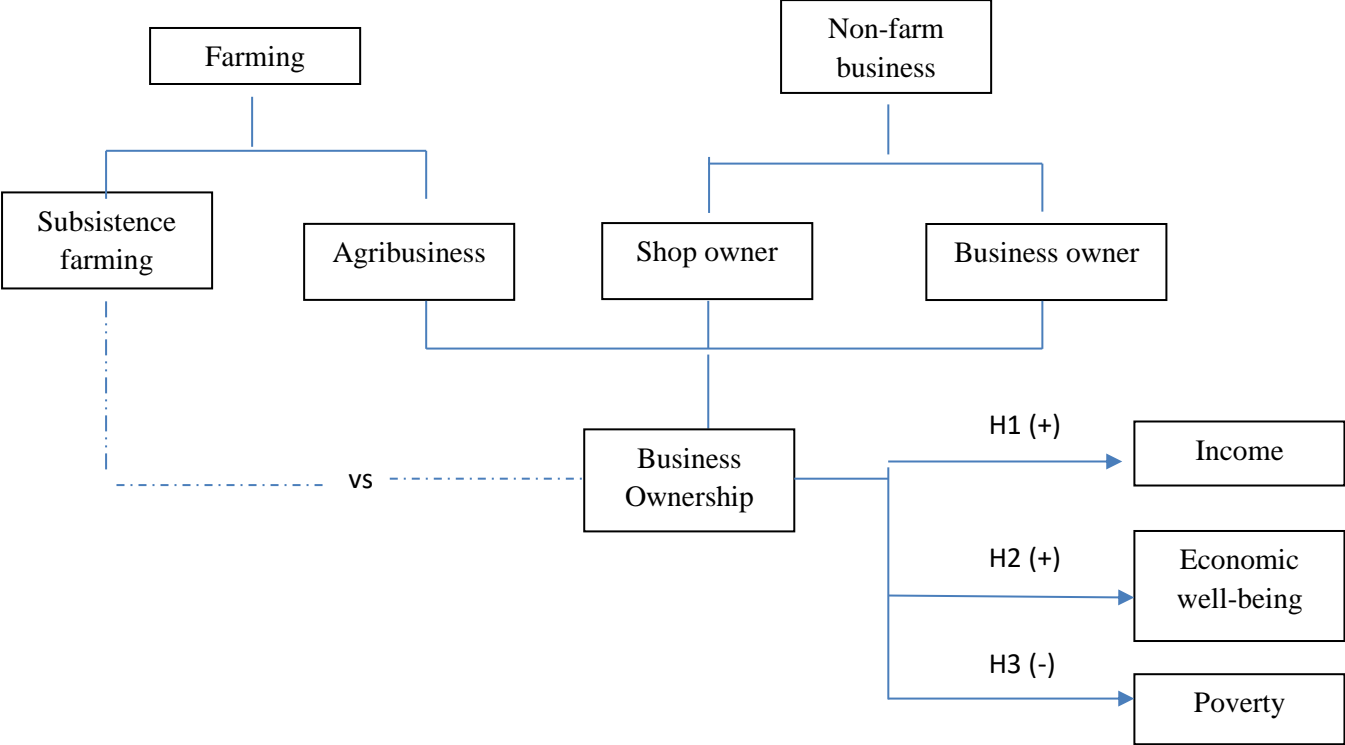 Farming
Non-farm
business
Subsistence
farming
Agribusiness
Shop owner
Business owner
vs
Business
Ownership
H1 (+)
Income
H2 (+)
Economic
well-being
H3 (-)
Poverty